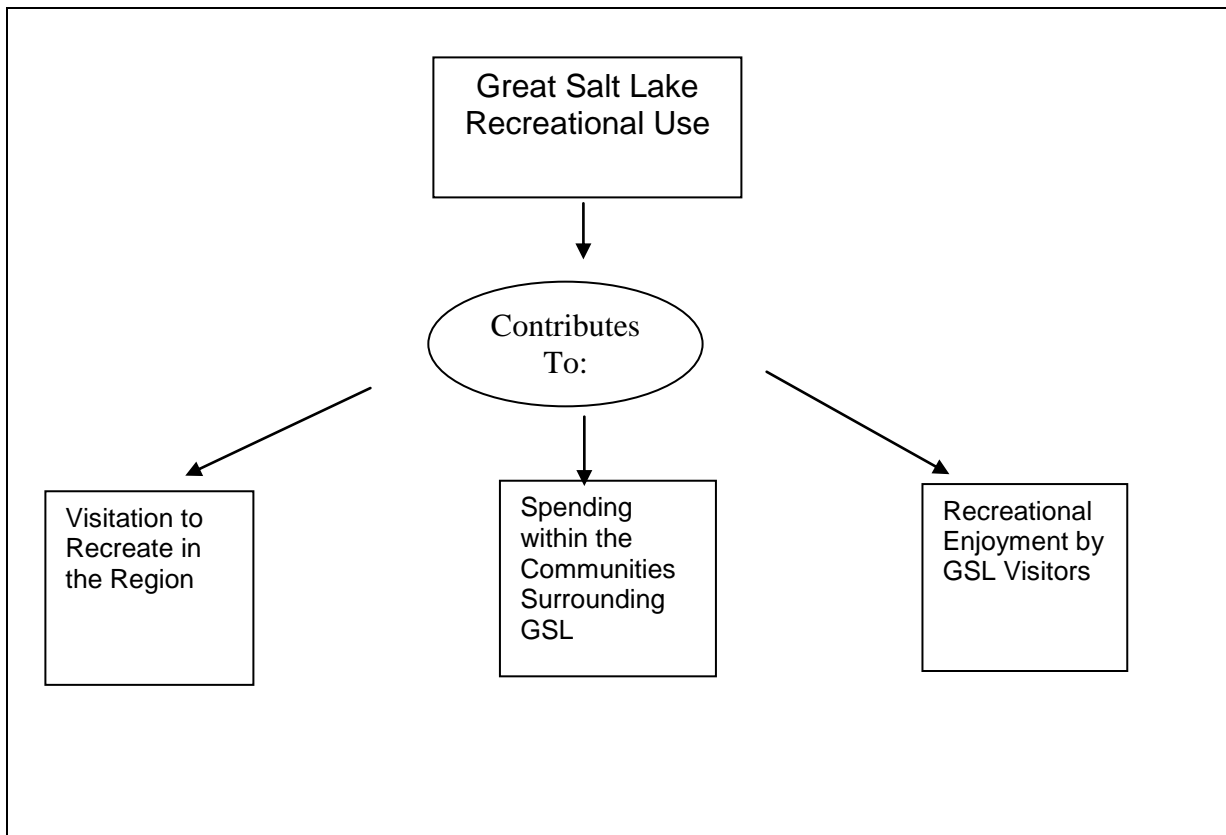 Great Salt Lake
Recreational Use
Contributes
To:
Visitation to
Recreate in
the Region
Spending
within the
Communities
Surrounding
GSL
Recreational
Enjoyment by
GSL Visitors